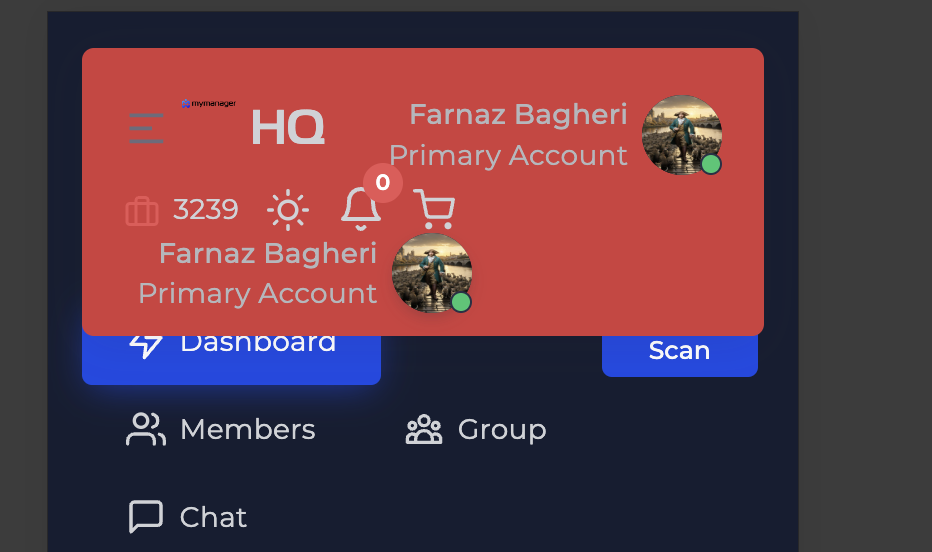 mymanager
HQ
Farnaz Bagheri
Primary Account
3239
0
Farnaz Bagheri
Primary Account
Dashboard
Scan
Members
Group
Chat